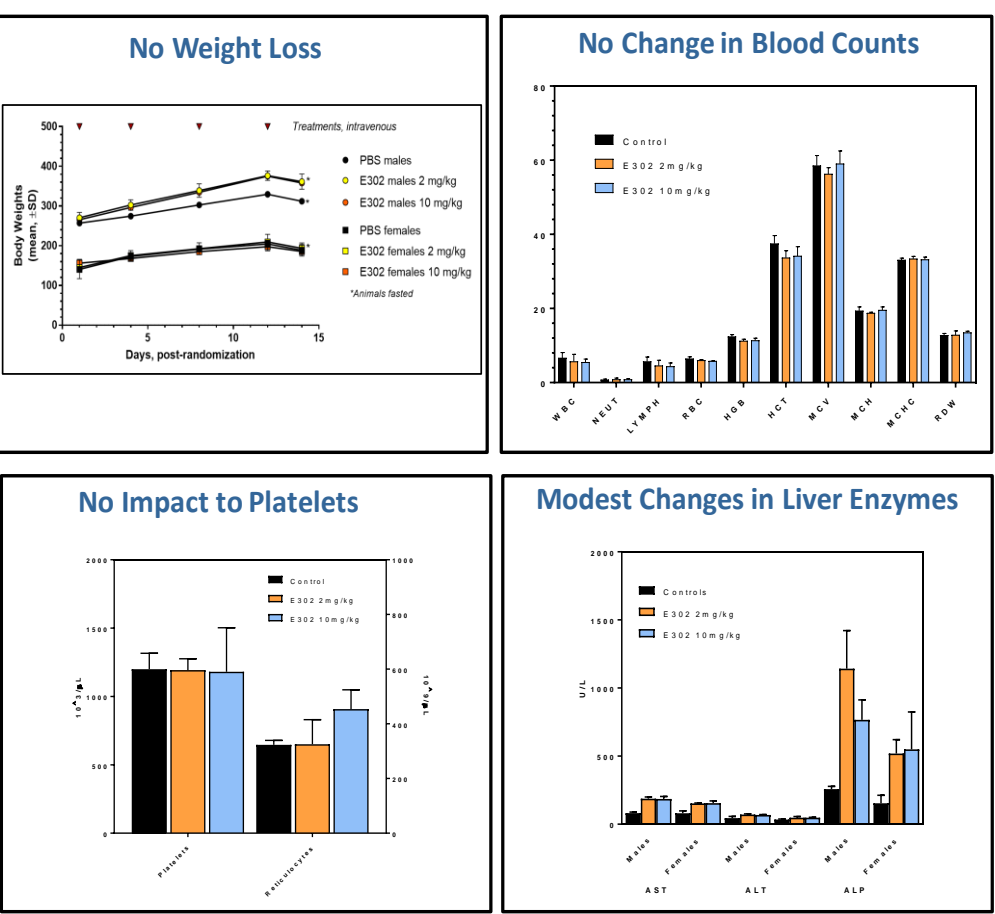 No Weight Loss
500
400
300
200
100
0
0
5
10
15
Body Weights
(mean, ±SD)
Days, post-randomization
Treatments, intravenous
PBS males
E302 males 2 mg/kg
E302 males 10 mg/kg
PBS females
E302 females 2 mg/kg
E302 females 10 mg/kg
*Animals fasted
*
*
*
No Change in Blood Counts
80
60
40
20
0
Control
E302 2mg/kg
E302 10mg/kg
WBC
NEUT
LYMPH
RBC
HGB
HCT
MCV
MCH
MCHC
RDW
No Impact to Platelets
2000
1500
1000
500
0
10^3/µL
1000
800
600
400
200
0
10^9/µL
Control
E302 2mg/kg
E302 10mg/kg
Platelets
Reticulocytes
Modest Changes in Liver Enzymes
2000
1500
1000
500
0
U/L
Controls
E302 2mg/kg
E302 10mg/kg
Males
Females
Males
Females
Males
Females
AST
ALT
ALP